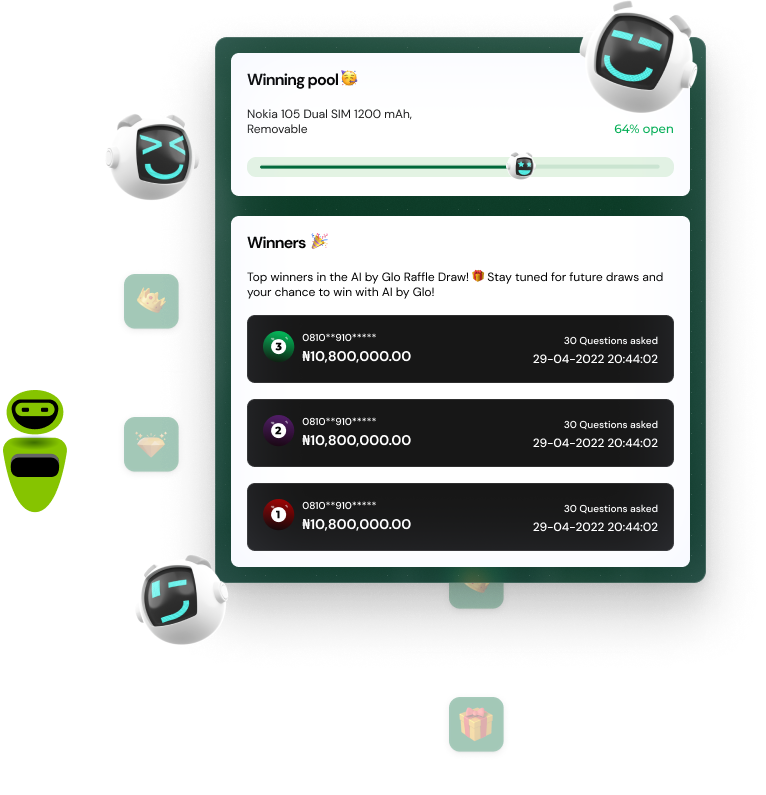 Winning pool🥳
Nokia 105 Dual SIM 1200 mAh,
Removable
64% open
Winners 🎉
Top winners in the AI by Glo Raffle Draw! 🎁 Stay tuned for future draws and
your chance to win with AI by Glo!
3
0810**910*****
₦10,800,000.00
30 Questions asked
29-04-2022 20:44:02
2
0810**910*****
₦10,800,000.00
30 Questions asked
29-04-2022 20:44:02
1
0810**910*****
₦10,800,000.00
30 Questions asked
29-04-2022 20:44:02